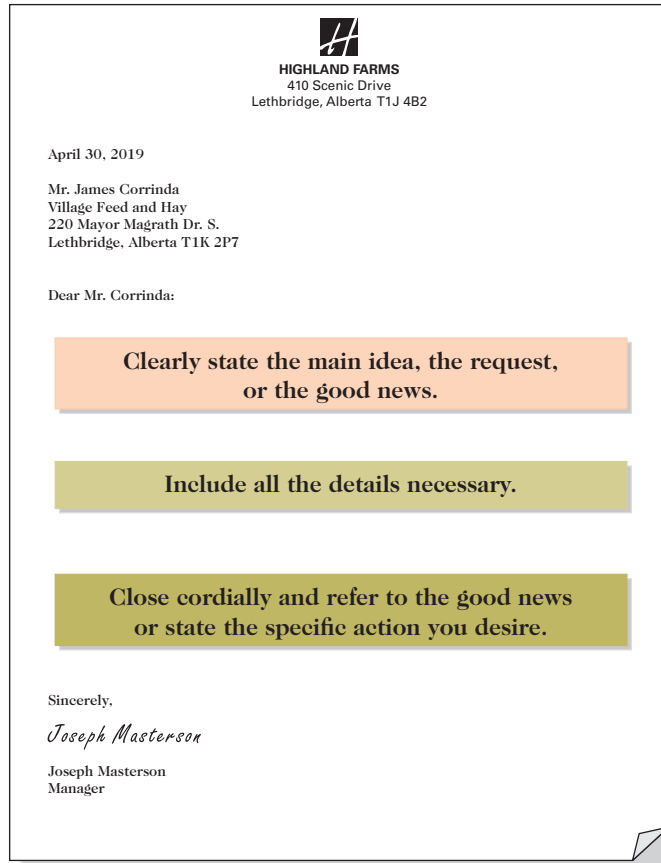 H
HIGHLAND FARMS
410 Scenic Drive
Lethbridge, Alberta T1J 4B2
April 30, 2019
Mr. James Corrinda
Village Feed and Hay
220 Mayor Magrath Dr. S.
Lethbridge, Alberta T1K 2P7
Dear Mr. Corrinda:
Clearly state the main idea, the request,
or the good news.
Include all the details necessary.
Close cordially and refer to the good news
or state the specific action you desire.
Sincerely,
Joseph Masterson
Joseph Masterson
Manager